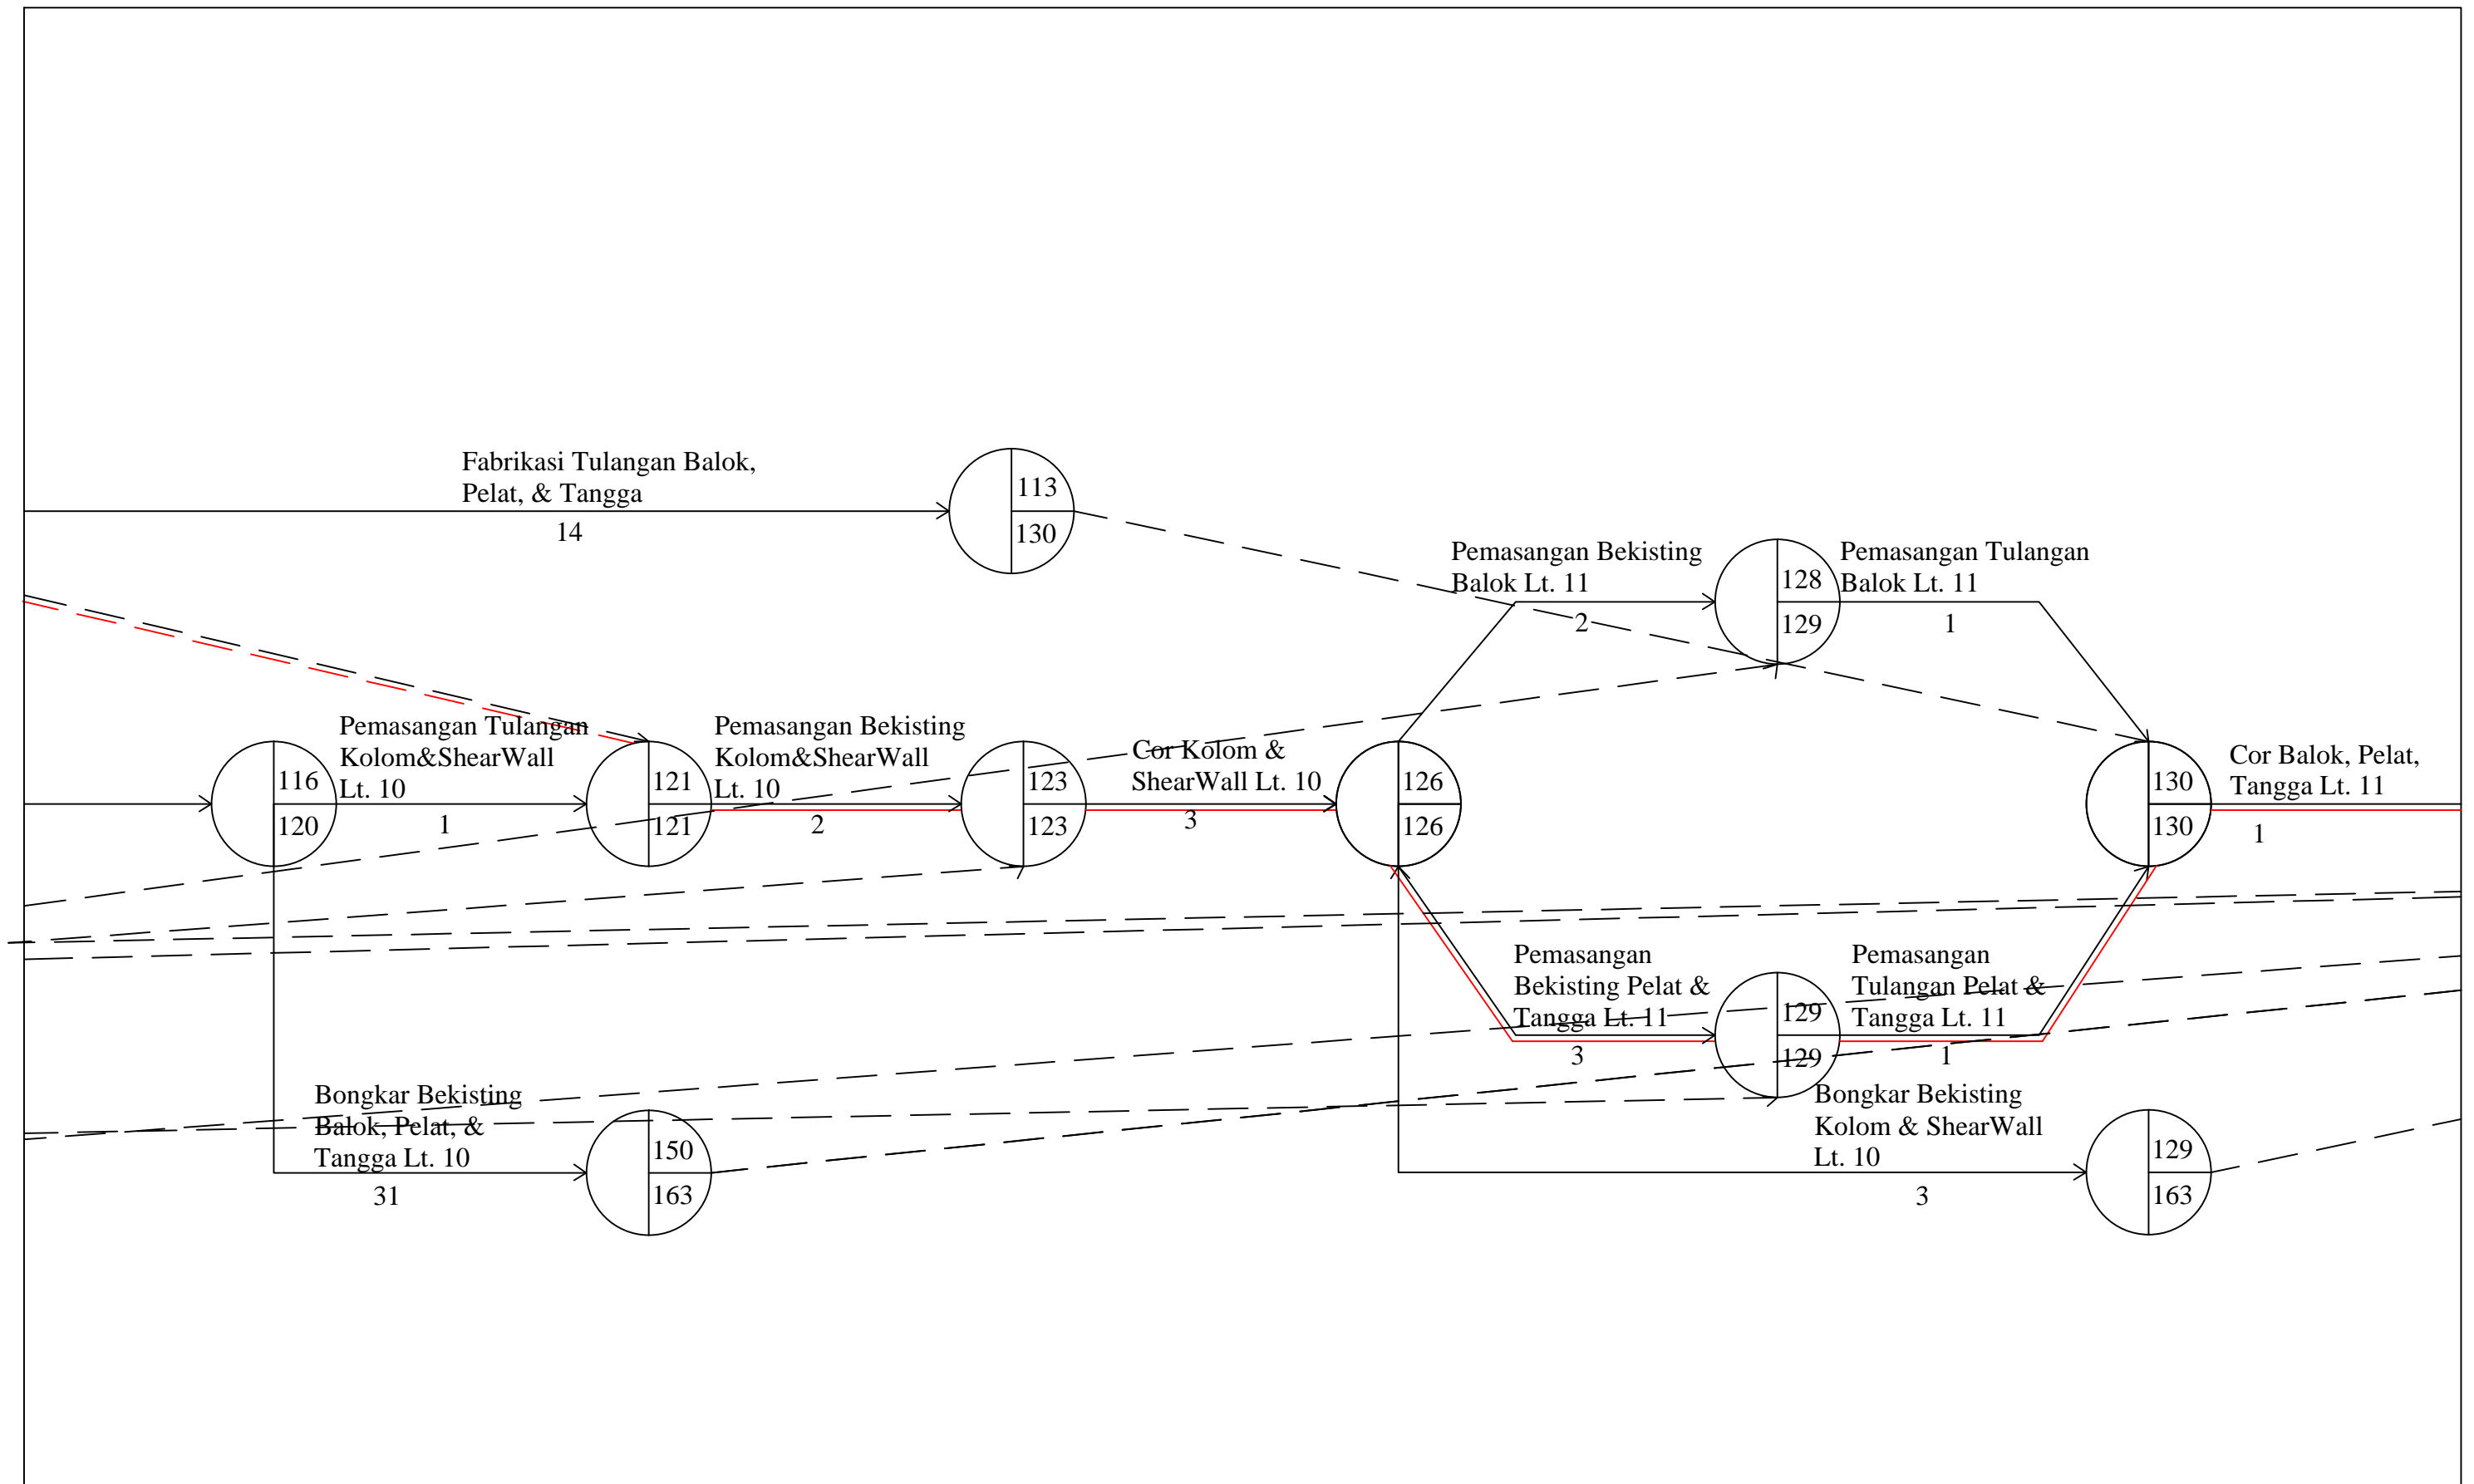 Fabrikasi Tulangan Balok,
Pelat, & Tangga
14
113
130
Pemasangan Bekisting
Balok Lt. 11
2
128
129
Pemasangan Tulangan
Balok Lt. 11
1
116
120
Pemasangan Tulangan
Kolom&ShearWall
Lt. 10
1
121
121
Pemasangan Bekisting
Kolom&ShearWall
Lt. 10
2
123
123
Cor Kolom &
ShearWall Lt. 10
3
126
126
130
130
Cor Balok, Pelat,
Tangga Lt. 11
1
Pemasangan
Bekisting Pelat &
Tangga Lt. 11
3
129
129
Pemasangan
Tulangan Pelat &
Tangga Lt. 11
1
Bongkar Bekisting
Balok, Pelat, &
Tangga Lt. 10
31
150
163
Bongkar Bekisting
Kolom & ShearWall
Lt. 10
3
129
163